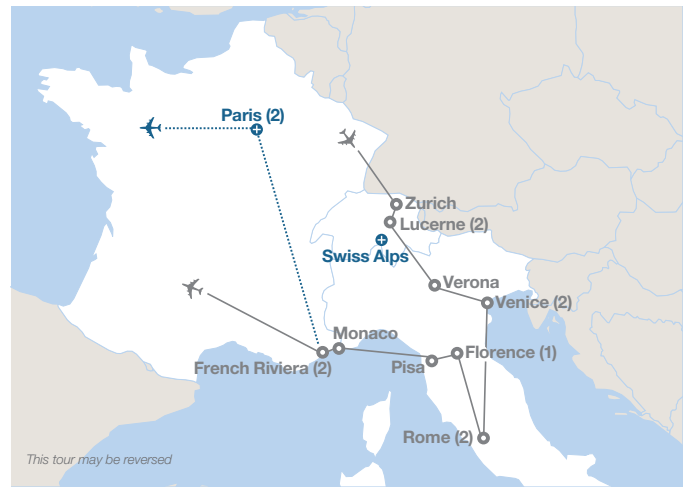 Paris (2)
Zurich
Lucerne (2)
Swiss Alps
Verona
Venice (2)
Monaco
Florence (1)
French Riviera (2)
Pisa
Rome (2)
This tour may be reversed